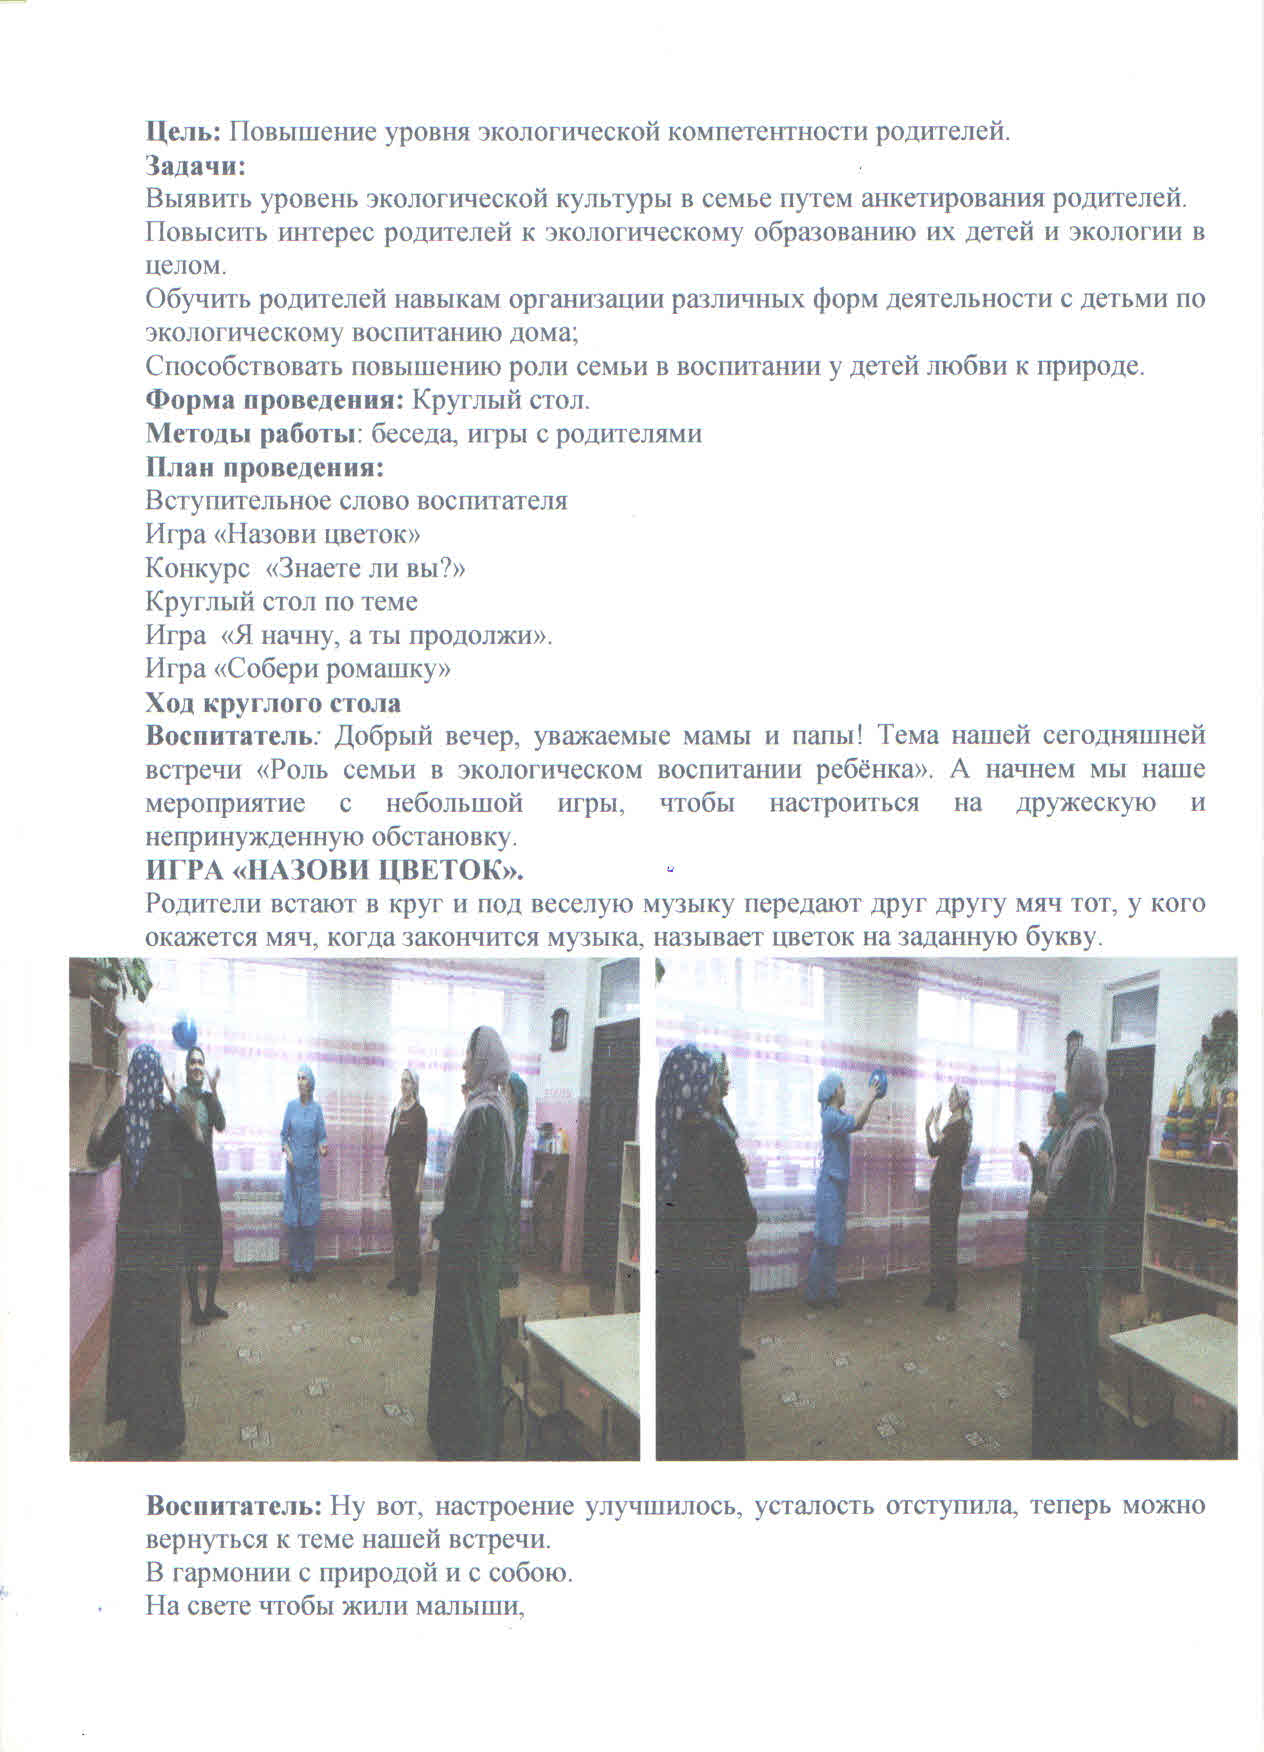 Цель: Повышение уровня экологической компетентности родителей.
Задачи:
Выявить уровень экологической культуры в семье путем анкетирования родителей.
Повысить интерес родителей к экологическому образованию их детей и экологии в
целом.
Обучить родителей навыкам организации различных форм деятельности с детьми по
экологическому воспитанию дома;
Способствовать повышению роли семьи в воспитании у детей любви к природе.
Форма проведения: Круглый стол.
Методы работы: беседа, игры с родителями
План проведения:
Вступительное слово воспитателя
Игра «Назови цветок»
Конкурс  «Знаете ли вы?»
Круглый стол по теме
Игра  «Я начну, а ты продолжи».
Игра «Собери ромашку»
Ход круглого стола
Воспитатель: Добрый вечер, уважаемые мамы и папы! Тема нашей сегодняшней
встречи «Роль семьи в экологическом воспитании ребёнка». А начнем мы наше
мероприятие с небольшой игры, чтобы настроиться на дружескую и
непринужденную обстановку.
ИГРА «НАЗОВИ ЦВЕТОК».
Родители встают в круг и под веселую музыку передают друг другу мяч тот, у кого
окажется мяч, когда закончится музыка, называет цветок на заданную букву.
Воспитатель: Ну вот, настроение улучшилось, усталость отступила, теперь можно
вернуться к теме нашей встречи.
В гармонии с природой и с собою.
На свете чтобы жили малыши,